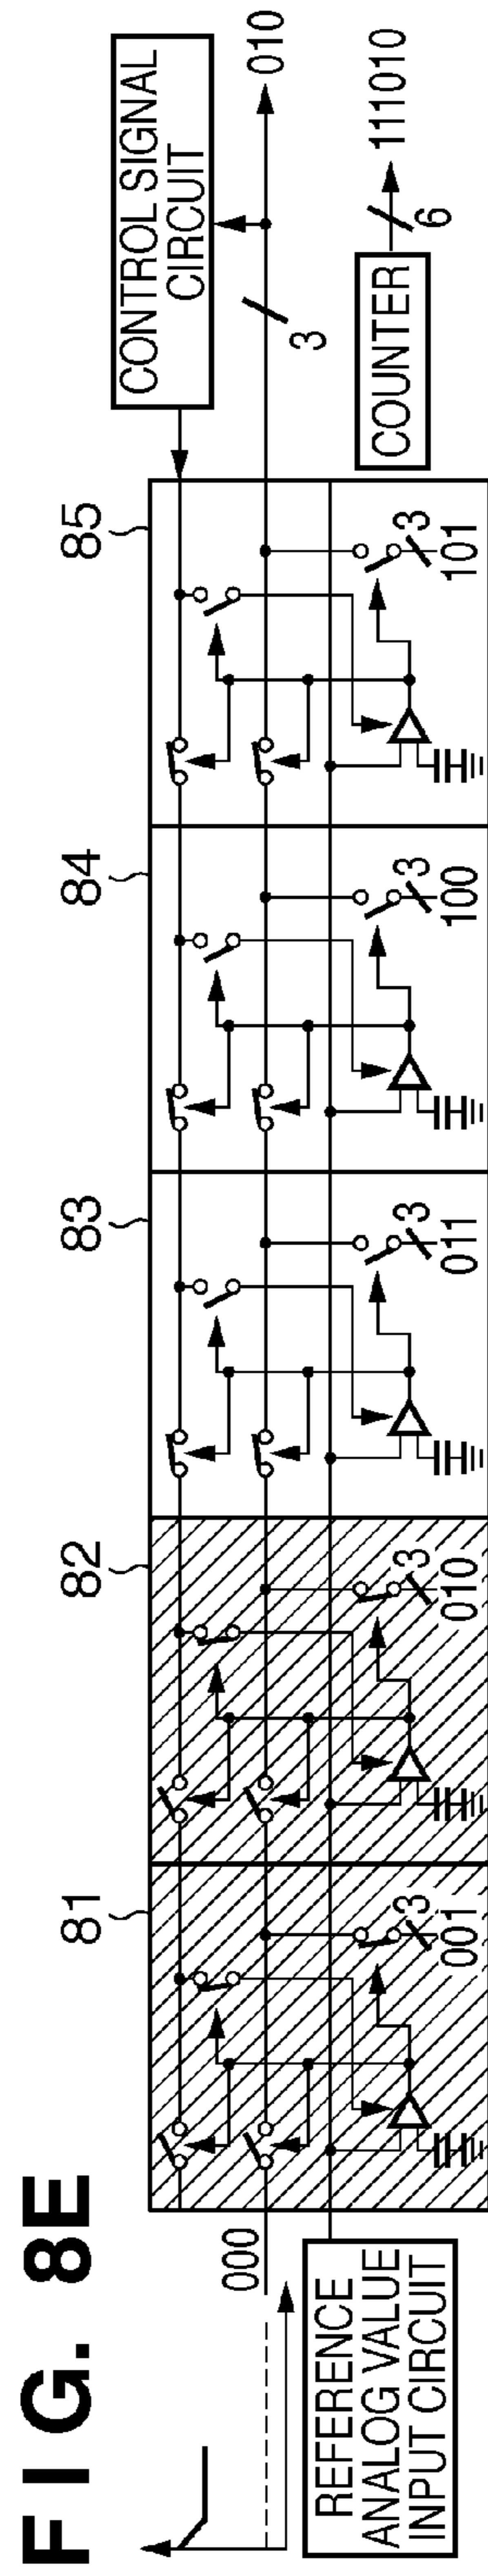 FIG. 8E
REFERENCE
ANALOG VALUE
INPUT CIRCUIT
000
81
3
001
82
3
010
83
3
011
84
3
100
85
3
101
CONTROL SIGNAL
CIRCUIT
3
010
COUNTER
6
111010